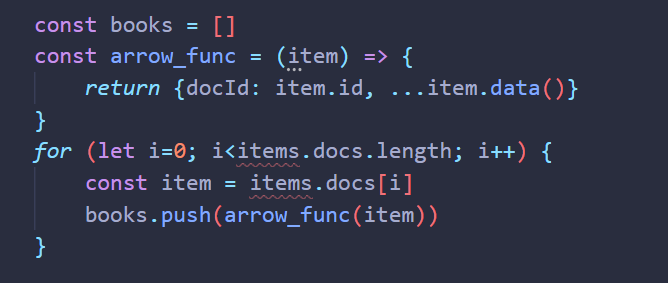 const books = []
const arrow_func = (item) => {
    return {docId: item.id, ...item.data()}
}
for (let i=0; i<items.docs.length; i++) {
    const item = items.docs[i]
    books.push(arrow_func(item))
}